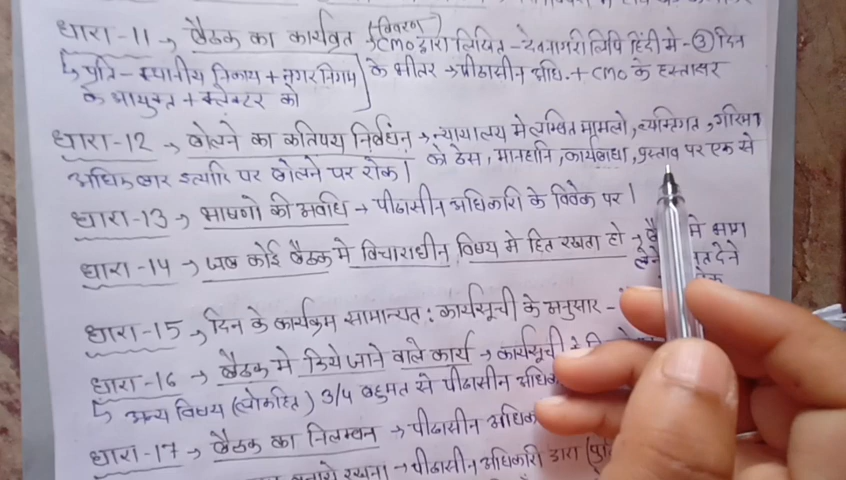 धारा-11 → बैठक का कार्यवृत (विवरण) → CMO द्वारा लिखित - देवनागरी लिपि हिंदी मे - ③ दिन
↳ प्रति - स्थानीय निकाय + नगर निगम के भीतर → पीठासीन अधि. + CMO के हस्ताक्षर
के आयुक्त + कलेक्टर को
धारा-12 → बोलने का कतिपय निर्बंधन → न्यायालय मे लम्बित मामलो, व्यक्तिगत, गरिमा
को ठेस, मानहानि, कार्यबाधा, प्रस्ताव पर एक से
अधिक बार इत्यादि पर बोलने पर रोक।
धारा-13 → भाषणो की अवधि → पीठासीन अधिकारी के विवेक पर।
धारा-14 → जब कोई बैठक मे विचाराधीन विषय मे हित रखता हो → मे भाग
देने
धारा-15 → दिन के कार्यक्रम सामान्यत: कार्यसूची के अनुसार -
धारा-16 → बैठक मे किये जाने वाले कार्य → कार्यसूची
↳ अन्य विषय (लोकहित) 3/4 बहुमत से पीठासीन
धारा-17 → बैठक का निलम्बन → पीठासीन
रखना → पीठासीन अधिकारी द्वारा